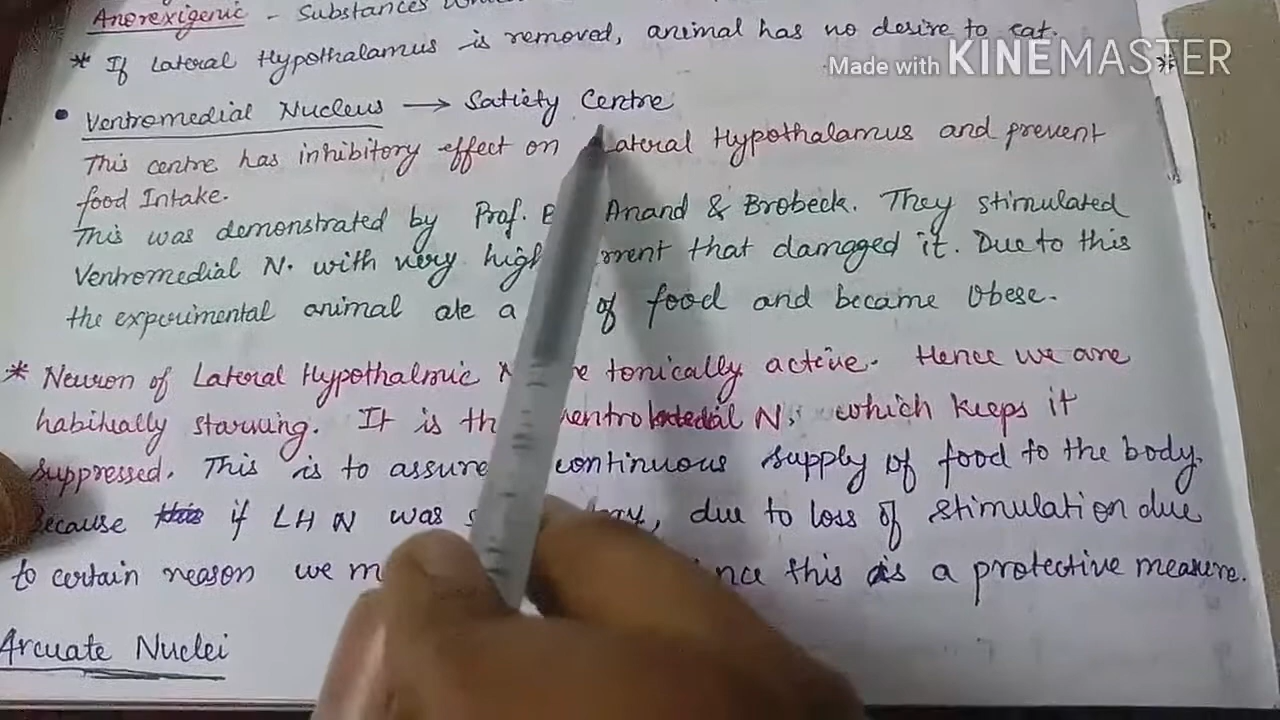 Anorexigenic - Substances
* If Lateral Hypothalamus is removed, animal has no desire to eat.
Made with KINEMASTER
*
• Ventromedial Nucleus → Satiety Centre
This centre has inhibitory effect on Lateral Hypothalamus and prevent
food Intake.
This was demonstrated by Prof. B Anand & Brobeck. They stimulated
Ventromedial N. with very high current that damaged it. Due to this
the experimental animal ate a of food and became Obese.
* Neuron of Lateral Hypothalmic N tonically active. Hence we are
habitually starving. It is the N. which keeps it
suppressed. This is to assure continuous supply of food to the body.
Because if LHN was due to loss of stimulation due
to certain reason we this is a protective measure.
Arcuate Nuclei